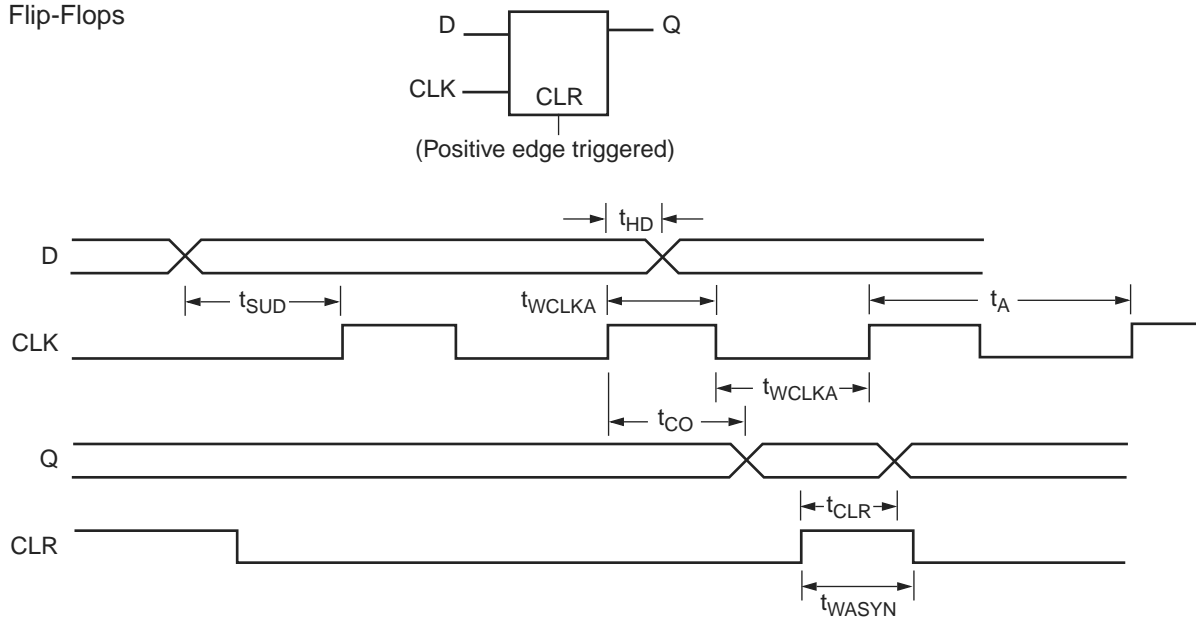 Flip-Flops
D
Q
CLK
CLR
(Positive edge triggered)
tHD
D
tSUD
tWCLKA
tA
CLK
tWCLKA
tCO
Q
tCLR
CLR
tWASYN